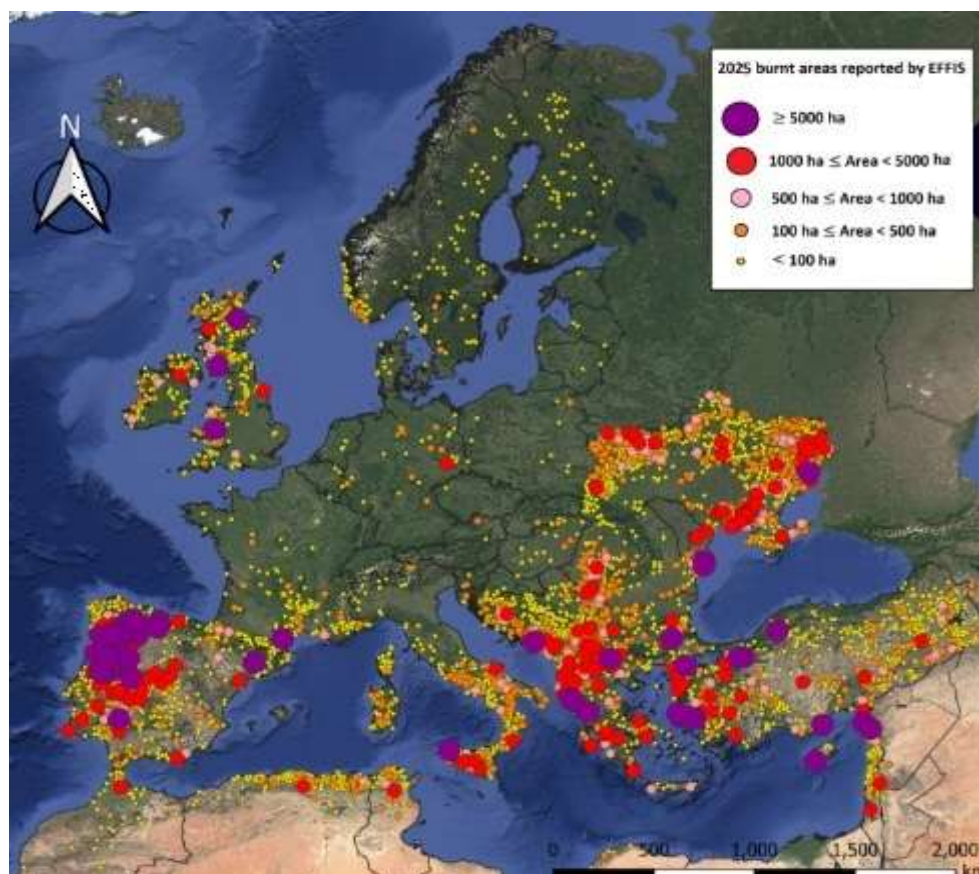 2025 burnt areas reported by EFFIS
≥ 5000 ha
1000 ha ≤ Area < 5000 ha
500 ha ≤ Area < 1000 ha
100 ha ≤ Area < 500 ha
< 100 ha
N
0 500 1,000 1,500 2,000